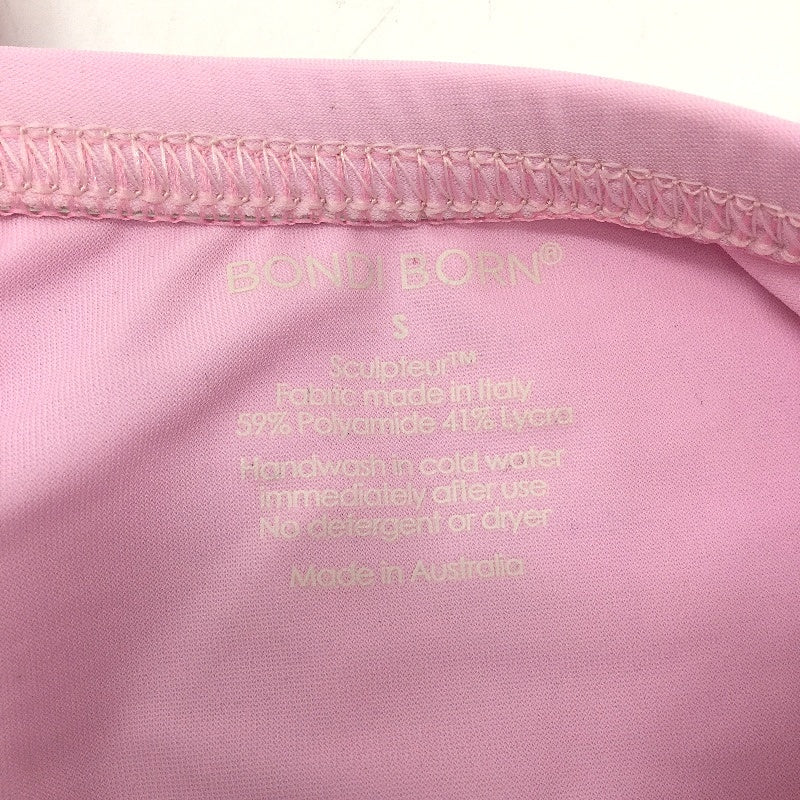 BONDI BORN®
S
Sculpteur™
Fabric made in Italy
59% Polyamide 41% Lycra
Handwash in cold water
immediately after use
No detergent or dryer
Made in Australia